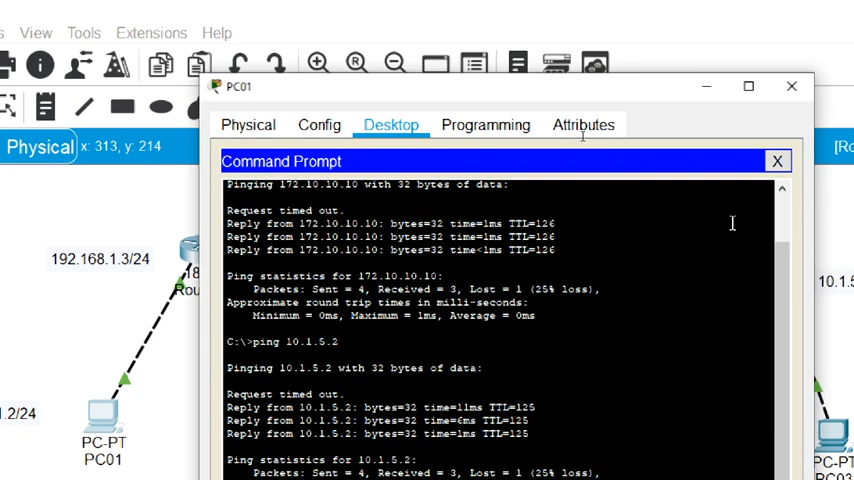 View Tools Extensions Help
PC01
Physical Config Desktop Programming Attributes
Physical x: 313, y: 214
Command Prompt X
[Ro
Pinging 172.10.10.10 with 32 bytes of data:
Request timed out.
Reply from 172.10.10.10: bytes=32 time=1ms TTL=126
Reply from 172.10.10.10: bytes=32 time=1ms TTL=126
Reply from 172.10.10.10: bytes=32 time<1ms TTL=126
Ping statistics for 172.10.10.10:
Packets: Sent = 4, Received = 3, Lost = 1 (25% loss),
Approximate round trip times in milli-seconds:
Minimum = 0ms, Maximum = 1ms, Average = 0ms
C:\>ping 10.1.5.2
Pinging 10.1.5.2 with 32 bytes of data:
Request timed out.
Reply from 10.1.5.2: bytes=32 time=11ms TTL=125
Reply from 10.1.5.2: bytes=32 time=6ms TTL=125
Reply from 10.1.5.2: bytes=32 time=1ms TTL=125
Ping statistics for 10.1.5.2:
Packets: Sent = 4, Received = 3, Lost = 1 (25% loss),
192.168.1.3/24
18
Rou
10.1.5
.2/24
PC-PT
PC01
PC-PT
PC03